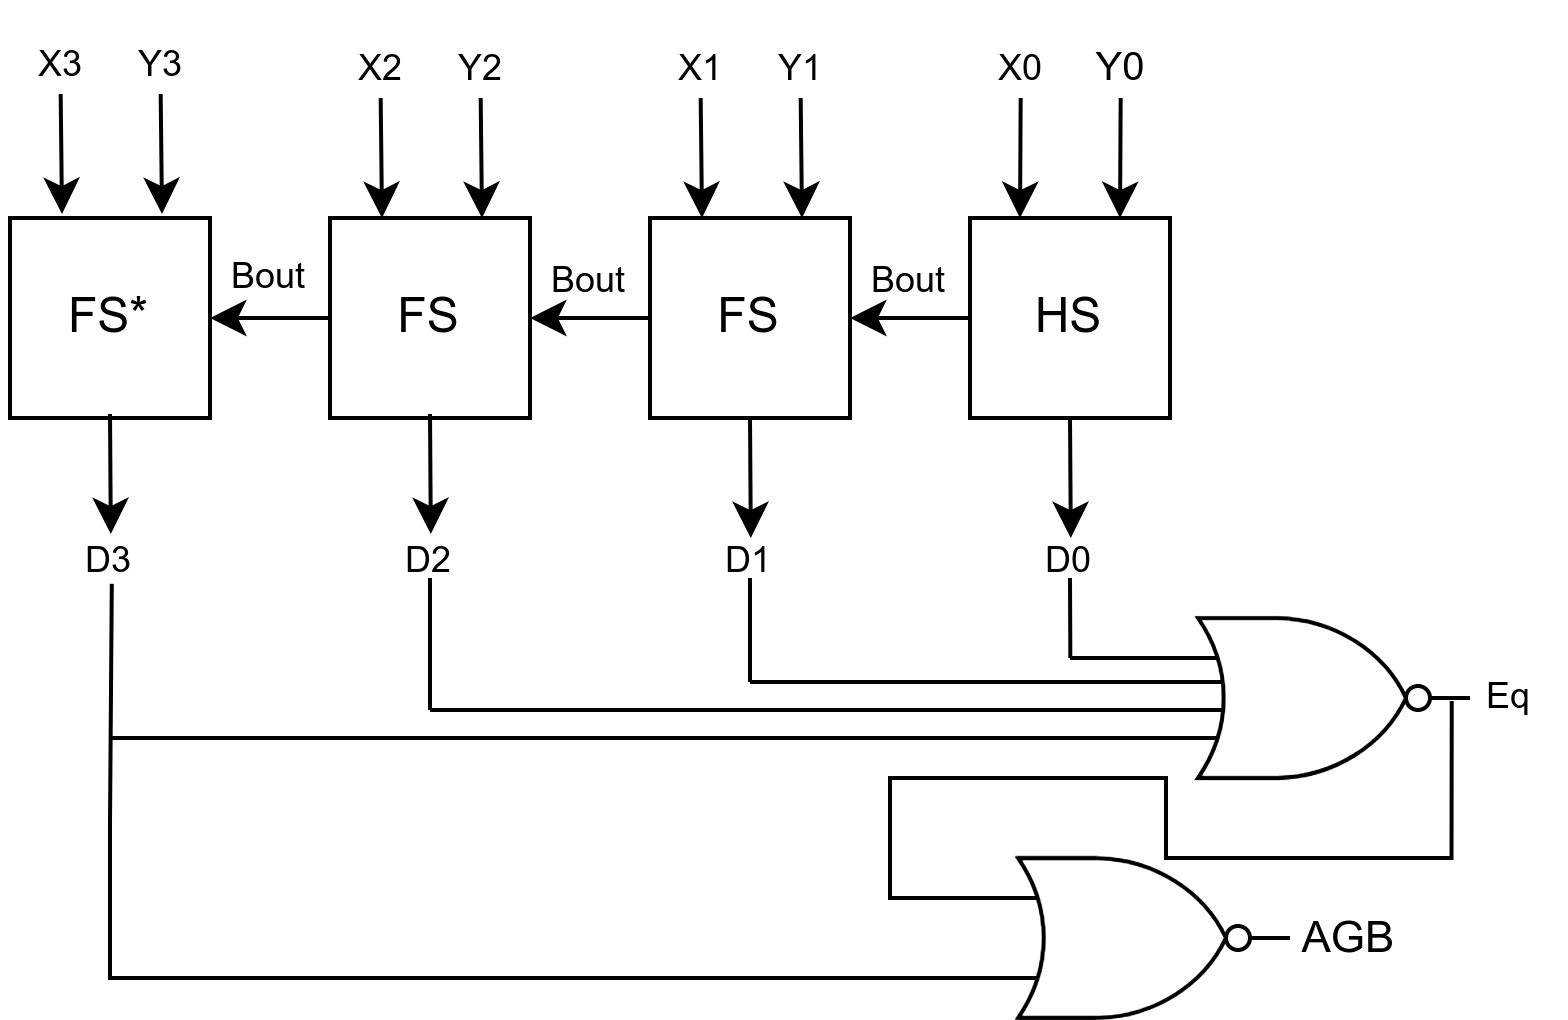 X3 Y3 X2 Y2 X1 Y1 X0 Y0
Bout Bout Bout
FS* FS FS HS
D3 D2 D1 D0
Eq
AGB